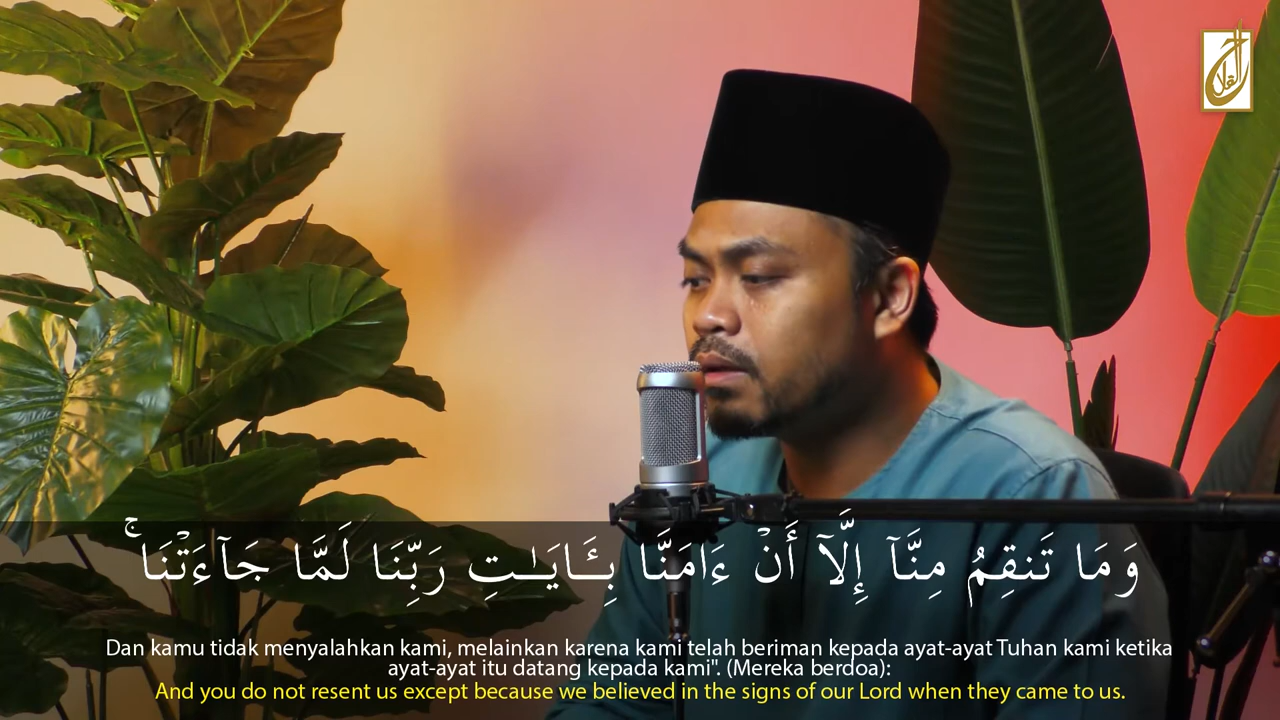 وَمَا تَنقِمُ مِنَّآ إِلَّآ أَنْ ءَامَنَّا بِـَٔايَـٰتِ رَبِّنَا لَمَّا جَآءَتْنَا ۚ
Dan kamu tidak menyalahkan kami, melainkan karena kami telah beriman kepada ayat-ayat Tuhan kami ketika
ayat-ayat itu datang kepada kami". (Mereka berdoa):
And you do not resent us except because we believed in the signs of our Lord when they came to us.